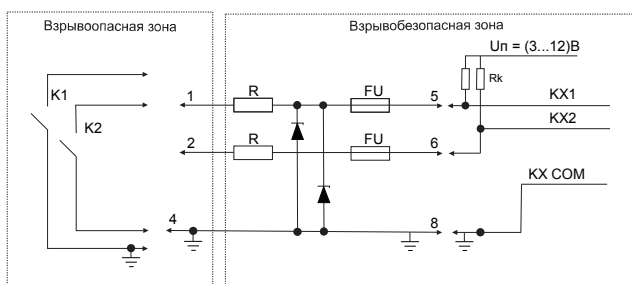 Взрывоопасная зона
Взрывобезопасная зона
Uп = (3...12)В
Rk
K1
K2
1
R
FU
5
KX1
KX2
2
R
FU
6
KX COM
4
8